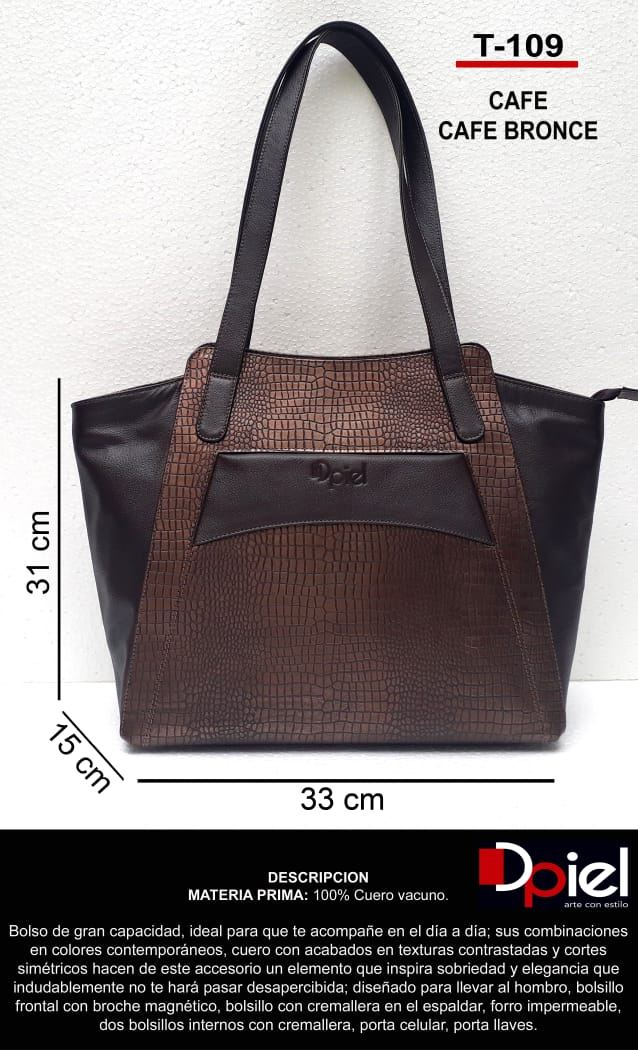 T-109
CAFE
CAFE BRONCE
Dpiel
31 cm
15 cm
33 cm
Dpiel
arte con estilo
DESCRIPCION
MATERIA PRIMA: 100% Cuero vacuno.
Bolso de gran capacidad, ideal para que te acompañe en el día a día; sus combinaciones
en colores contemporáneos, cuero con acabados en texturas contrastadas y cortes
simétricos hacen de este accesorio un elemento que inspira sobriedad y elegancia que
indudablemente no te hará pasar desapercibida; diseñado para llevar al hombro, bolsillo
frontal con broche magnético, bolsillo con cremallera en el espaldar, forro impermeable,
dos bolsillos internos con cremallera, porta celular, porta llaves.